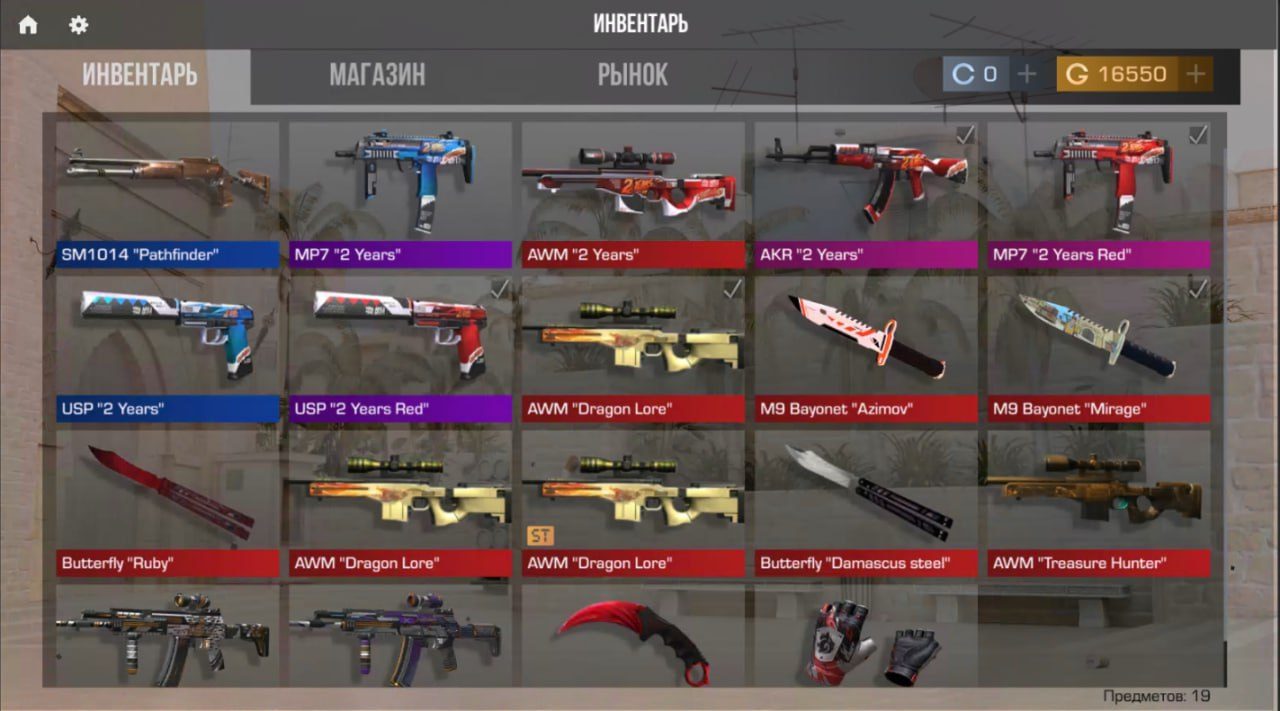 ИНВЕНТАРЬ
ИНВЕНТАРЬ МАГАЗИН РЫНОК C 0 + G 16550 +
SM1014 "Pathfinder" MP7 "2 Years" AWM "2 Years" AKR "2 Years" MP7 "2 Years Red"
USP "2 Years" USP "2 Years Red" AWM "Dragon Lore" M9 Bayonet "Azimov" M9 Bayonet "Mirage"
ST
Butterfly "Ruby" AWM "Dragon Lore" AWM "Dragon Lore" Butterfly "Damascus steel" AWM "Treasure Hunter"
Предметов: 19